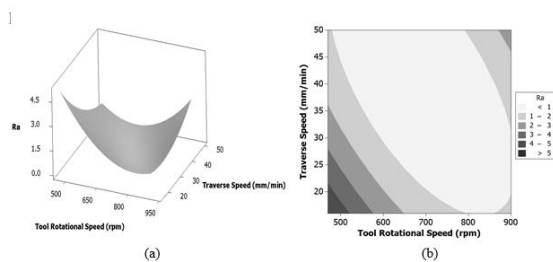 4.5
3.0
1.5
0.0
Ra
500
650
800
950
20
30
40
50
Traverse Speed (mm/min)
Tool Rotational Speed (rpm)
(a)
50
45
40
35
30
25
20
Traverse Speed (mm/min)
500
600
700
800
900
Tool Rotational Speed (rpm)
Ra
< 1
1 – 2
2 – 3
3 – 4
4 – 5
> 5
(b)